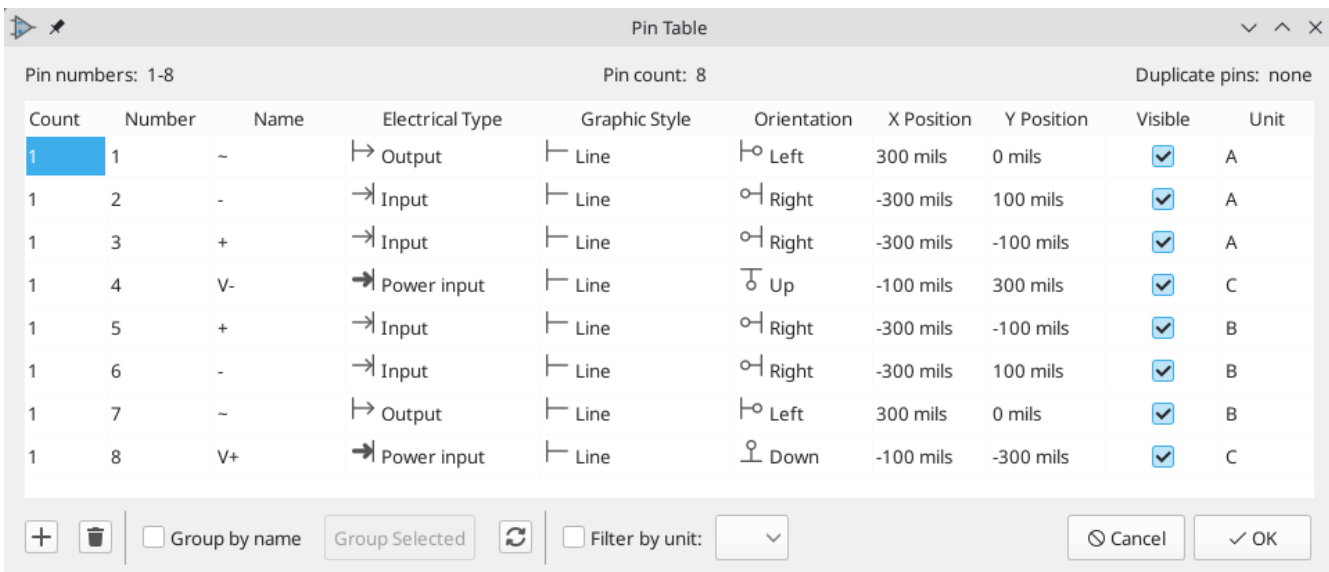 Pin Table
Pin numbers: 1-8 Pin count: 8 Duplicate pins: none
Count Number Name Electrical Type Graphic Style Orientation X Position Y Position Visible Unit
1 1 ~ Output Line Left 300 mils 0 mils A
1 2 - Input Line Right -300 mils 100 mils A
1 3 + Input Line Right -300 mils -100 mils A
1 4 V- Power input Line Up -100 mils 300 mils C
1 5 + Input Line Right -300 mils -100 mils B
1 6 - Input Line Right -300 mils 100 mils B
1 7 ~ Output Line Left 300 mils 0 mils B
1 8 V+ Power input Line Down -100 mils -300 mils C
Group by name Group Selected Filter by unit: Cancel OK